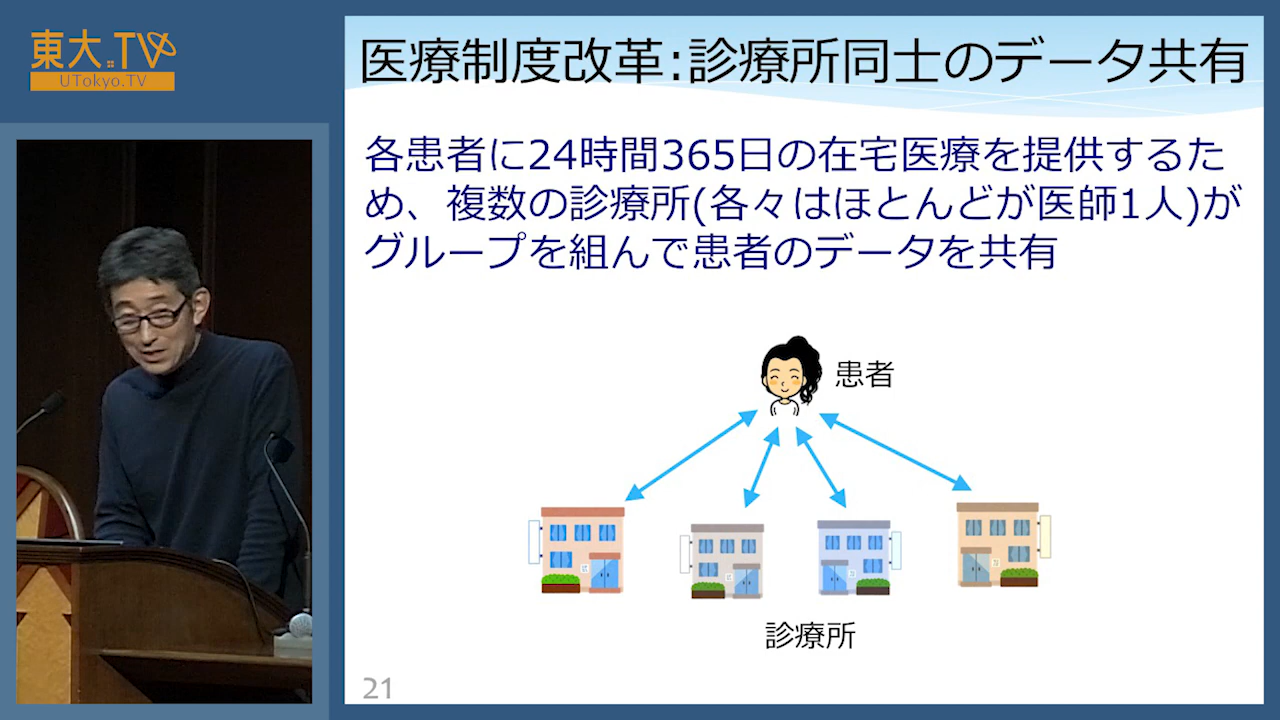 東大TV
UTokyo.TV
医療制度改革:診療所同士のデータ共有
各患者に24時間365日の在宅医療を提供するた
め、複数の診療所(各々はほとんどが医師1人)が
グループを組んで患者のデータを共有
患者
診療所
21